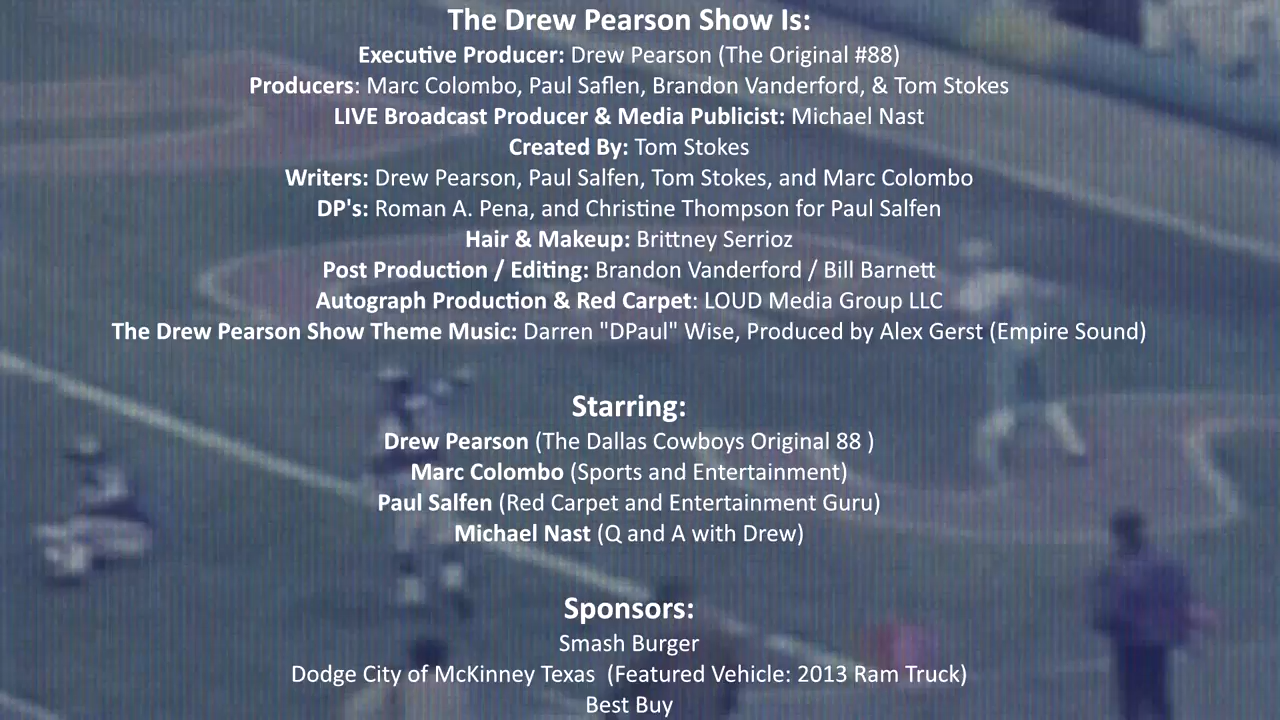 The Drew Pearson Show Is:
Executive Producer: Drew Pearson (The Original #88)
Producers: Marc Colombo, Paul Saflen, Brandon Vanderford, & Tom Stokes
LIVE Broadcast Producer & Media Publicist: Michael Nast
Created By: Tom Stokes
Writers: Drew Pearson, Paul Salfen, Tom Stokes, and Marc Colombo
DP's: Roman A. Pena, and Christine Thompson for Paul Salfen
Hair & Makeup: Brittney Serrioz
Post Production / Editing: Brandon Vanderford / Bill Barnett
Autograph Production & Red Carpet: LOUD Media Group LLC
The Drew Pearson Show Theme Music: Darren "DPaul" Wise, Produced by Alex Gerst (Empire Sound)
Starring:
Drew Pearson (The Dallas Cowboys Original 88 )
Marc Colombo (Sports and Entertainment)
Paul Salfen (Red Carpet and Entertainment Guru)
Michael Nast (Q and A with Drew)
Sponsors:
Smash Burger
Dodge City of McKinney Texas  (Featured Vehicle: 2013 Ram Truck)
Best Buy